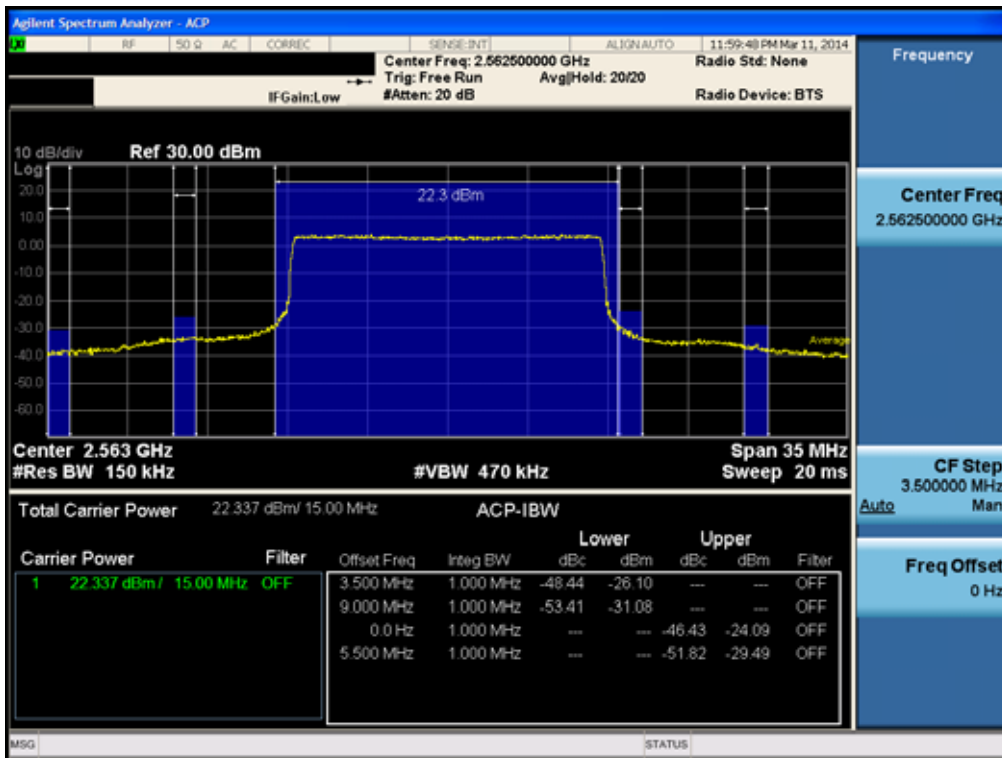 Agilent Spectrum Analyzer - ACP
LXI RF 50 Ω AC CORREC SENSE:INT ALIGNAUTO 11:59:48 PM Mar 11, 2014
Center Freq: 2.562500000 GHz Radio Std: None
Trig: Free Run Avg|Hold: 20/20
IFGain:Low #Atten: 20 dB Radio Device: BTS
10 dB/div Ref 30.00 dBm
Log
20.0
22.3 dBm
10.0
0.00
-10.0
-20.0
-30.0
Average
-40.0
-50.0
-60.0
Center 2.563 GHz Span 35 MHz
#Res BW 150 kHz #VBW 470 kHz Sweep 20 ms
Total Carrier Power 22.337 dBm/ 15.00 MHz ACP-IBW
Lower Upper
Carrier Power Filter Offset Freq Integ BW dBc dBm dBc dBm Filter
1 22.337 dBm / 15.00 MHz OFF 3.500 MHz 1.000 MHz -48.44 -26.10 --- --- OFF
9.000 MHz 1.000 MHz -53.41 -31.08 --- --- OFF
0.0 Hz 1.000 MHz --- --- -46.43 -24.09 OFF
5.500 MHz 1.000 MHz --- --- -51.82 -29.49 OFF
MSG STATUS
Frequency
Center Freq
2.562500000 GHz
CF Step
3.500000 MHz
Auto Man
Freq Offset
0 Hz